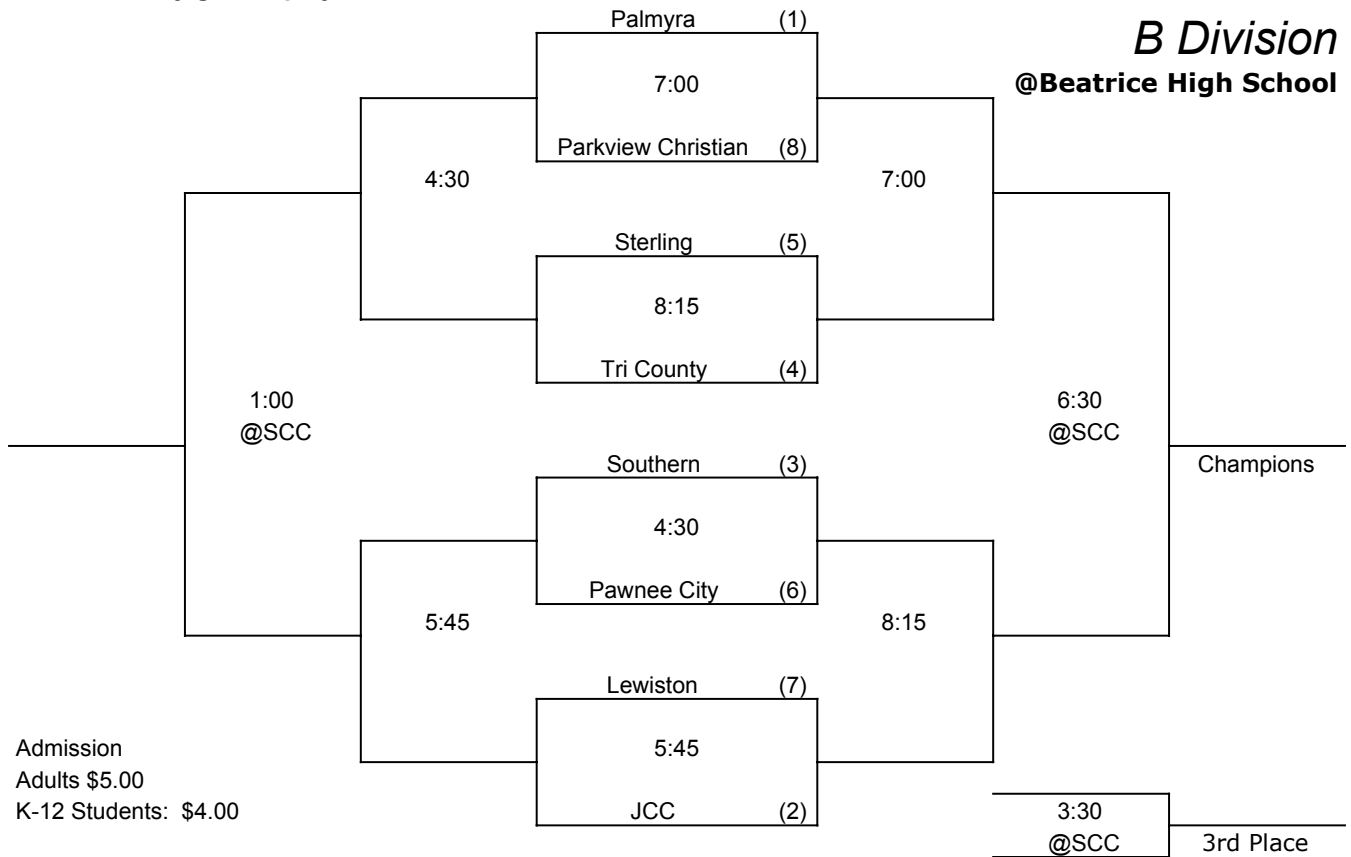 B Division
@Beatrice High School
Palmyra (1)
7:00
Parkview Christian (8)
4:30
7:00
Sterling (5)
8:15
Tri County (4)
1:00
@SCC
6:30
@SCC
Southern (3)
Champions
4:30
Pawnee City (6)
5:45
8:15
Lewiston (7)
5:45
JCC (2)
Admission
Adults $5.00
K-12 Students: $4.00
3:30
@SCC
3rd Place